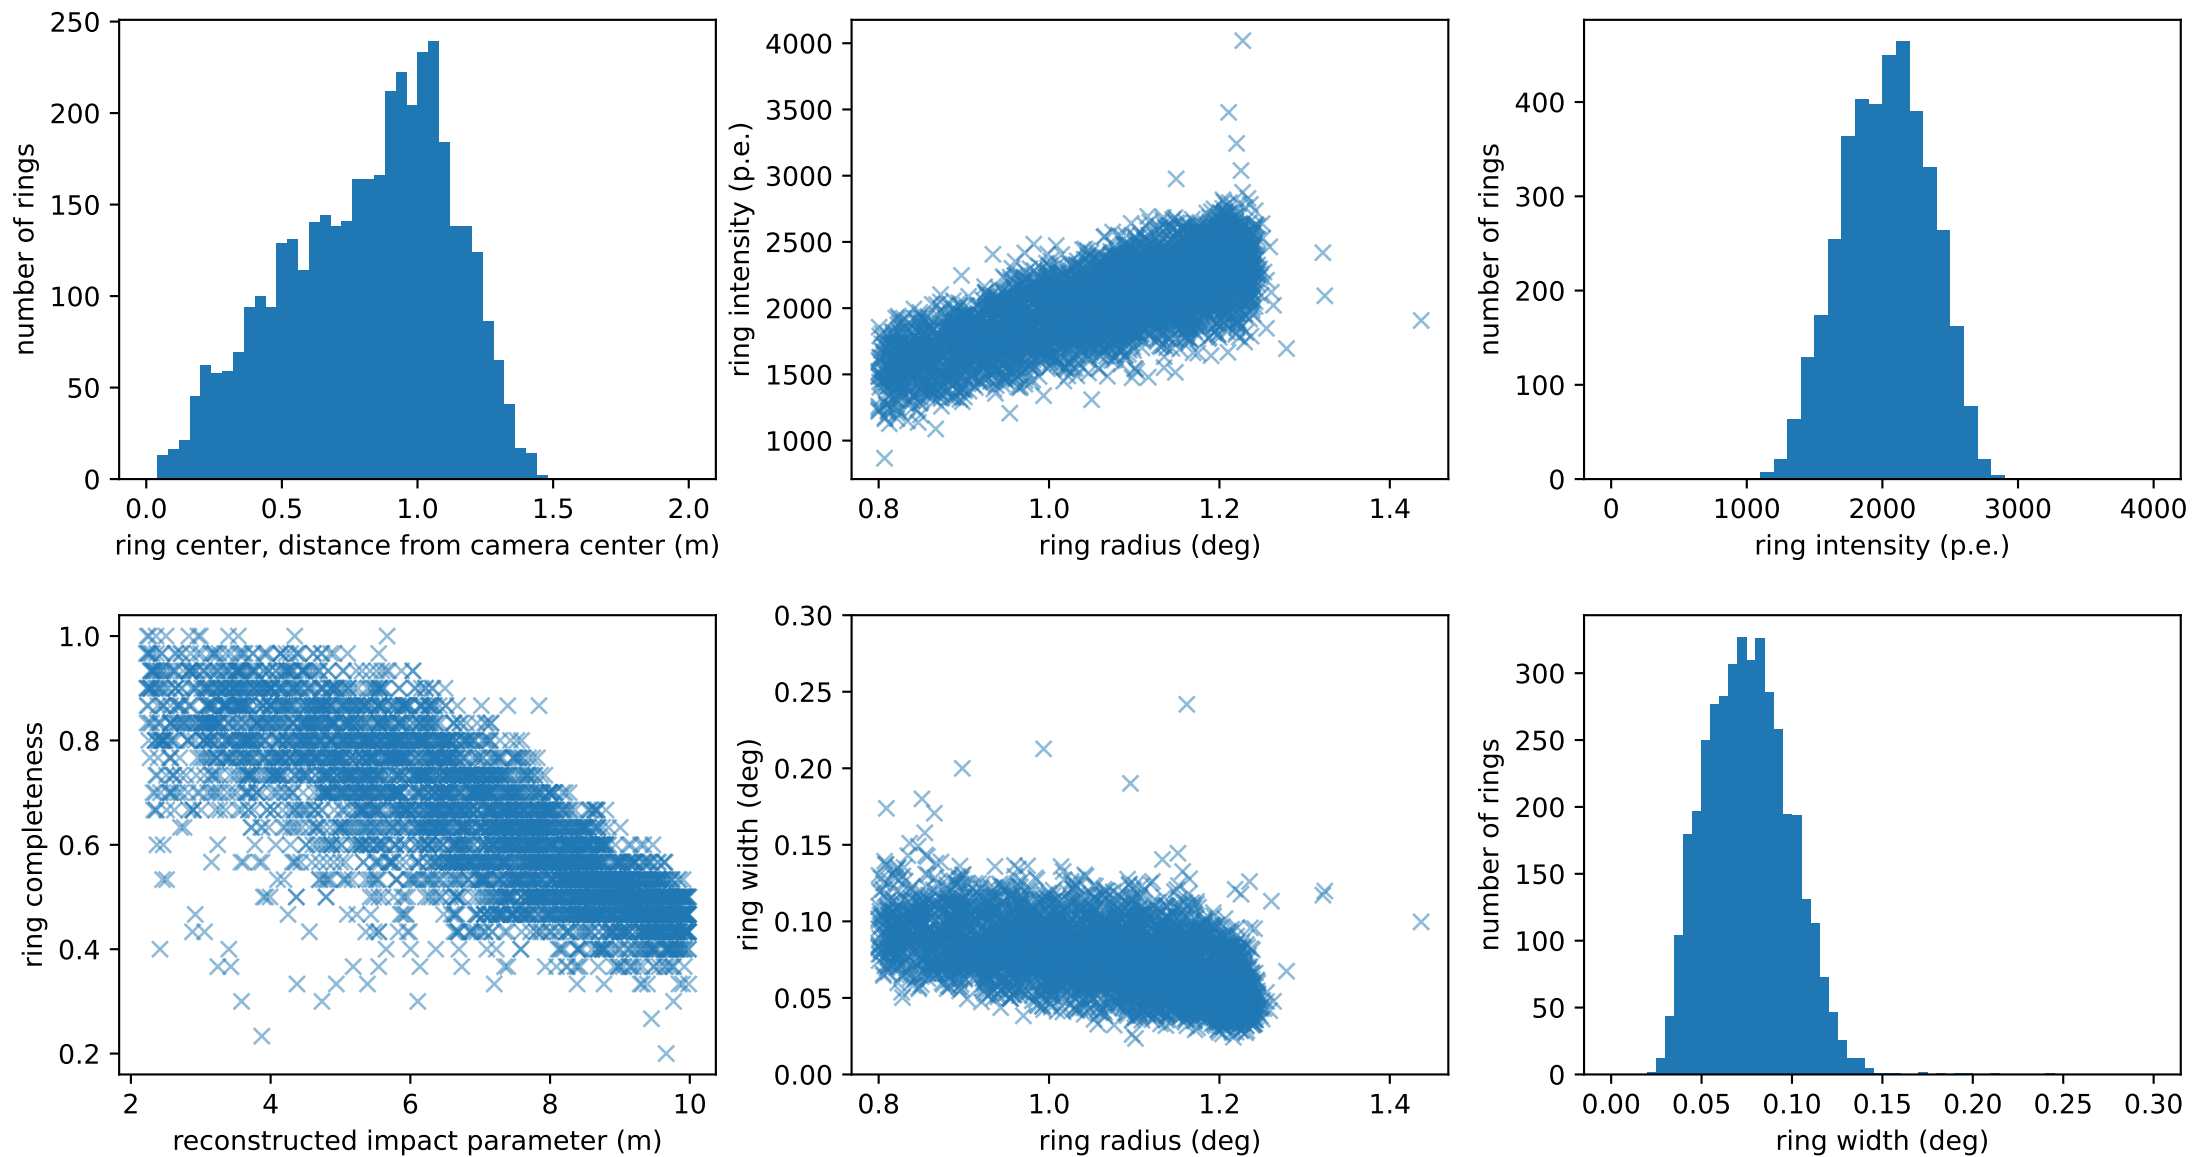 250
200
150
100
50
0
number of rings
0.0 0.5 1.0 1.5 2.0
ring center, distance from camera center (m)
4000
3500
3000
2500
2000
1500
1000
ring intensity (p.e.)
0.8 1.0 1.2 1.4
ring radius (deg)
400
300
200
100
0
number of rings
0 1000 2000 3000 4000
ring intensity (p.e.)
1.0
0.8
0.6
0.4
0.2
ring completeness
2 4 6 8 10
reconstructed impact parameter (m)
0.30
0.25
0.20
0.15
0.10
0.05
0.00
ring width (deg)
0.8 1.0 1.2 1.4
ring radius (deg)
300
250
200
150
100
50
0
number of rings
0.00 0.05 0.10 0.15 0.20 0.25 0.30
ring width (deg)